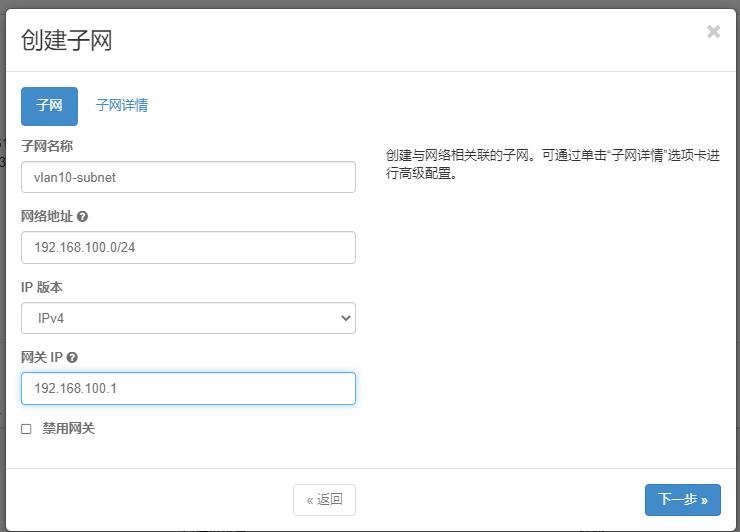 创建子网
×
子网 子网详情
子网名称
vlan10-subnet
创建与网络相关联的子网。可通过单击“子网详情”选项卡进
行高级配置。
网络地址
192.168.100.0/24
IP 版本
IPv4
网关 IP
192.168.100.1
禁用网关
« 返回 下一步 »